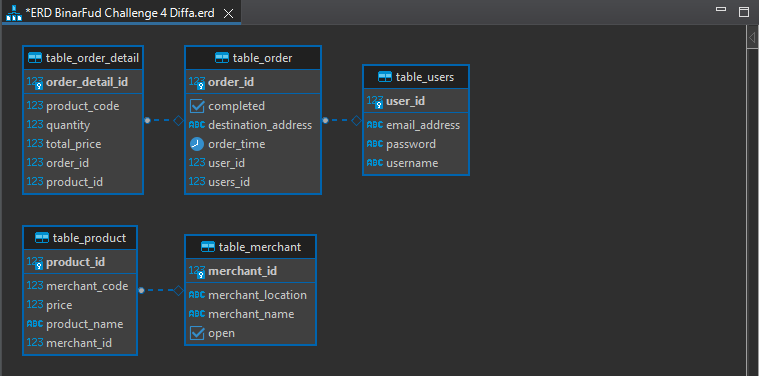 *ERD BinarFud Challenge 4 Diffa.erd
table_order_detail
123 order_detail_id
123 product_code
123 quantity
123 total_price
123 order_id
123 product_id
table_order
123 order_id
completed
ABC destination_address
order_time
123 user_id
123 users_id
table_users
123 user_id
ABC email_address
ABC password
ABC username
table_product
123 product_id
123 merchant_code
123 price
ABC product_name
123 merchant_id
table_merchant
123 merchant_id
ABC merchant_location
ABC merchant_name
open